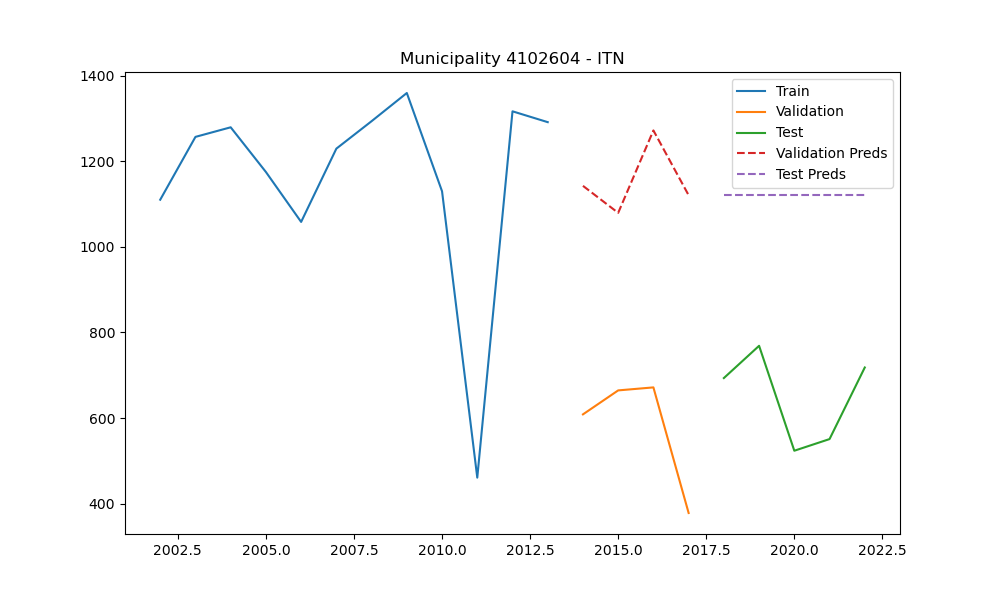 Municipality 4102604 - ITN
1400
1200
1000
800
600
400
Train
Validation
Test
Validation Preds
Test Preds
2002.5 2005.0 2007.5 2010.0 2012.5 2015.0 2017.5 2020.0 2022.5